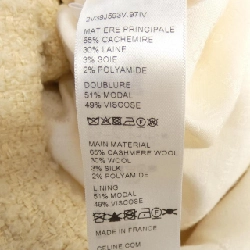 MATIERE PRINCIPALE
65% CACHEMIRE
30% LAINE
3% SOIE
2% POLYAMIDE
DOUBLURE
51% MODAL
49% VISCOSE
MAIN MATERIAL
65% CASHMERE WOOL
30% WOOL
3% SILK
2% POLYAMIDE
LINING
51% MODAL
49% VISCOSE
MADE IN FRANCE
CELINE.COM